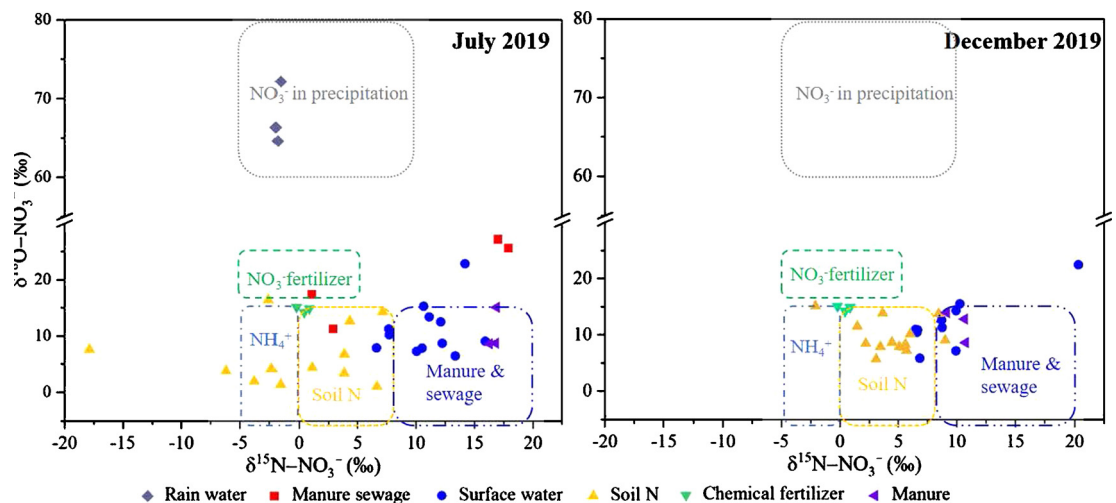 July 2019
December 2019
80
70
60
20
10
0
δ¹⁸O–NO₃⁻ (‰)
NO₃⁻ in precipitation
NO₃⁻fertilizer
NH₄⁺
Soil N
Manure &
sewage
-20 -15 -10 -5 0 5 10 15 20
δ¹⁵N–NO₃⁻ (‰)
80
70
60
20
10
0
NO₃⁻ in precipitation
NO₃⁻fertilizer
NH₄⁺
Soil N
Manure &
sewage
-20 -15 -10 -5 0 5 10 15 20
δ¹⁵N–NO₃⁻ (‰)
Rain water Manure sewage Surface water Soil N Chemical fertilizer Manure